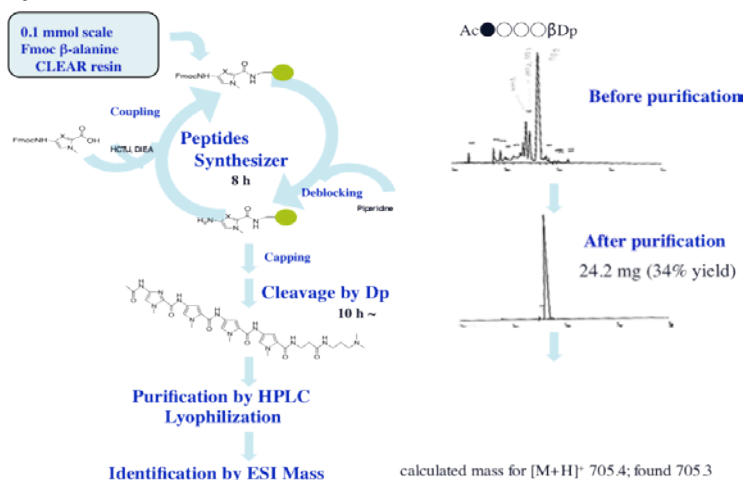 0.1 mmol scale
Fmoc β-alanine
CLEAR resin
Coupling
HCTU, DIEA
Peptides
Synthesizer
8 h
Deblocking
Piperidine
Capping
Cleavage by Dp
10 h ~
Purification by HPLC
Lyophilization
Identification by ESI Mass
Ac●○○○βDp
Before purification
After purification
24.2 mg (34% yield)
calculated mass for [M+H]⁺ 705.4; found 705.3
FmocHN
FmocHN
H₂N